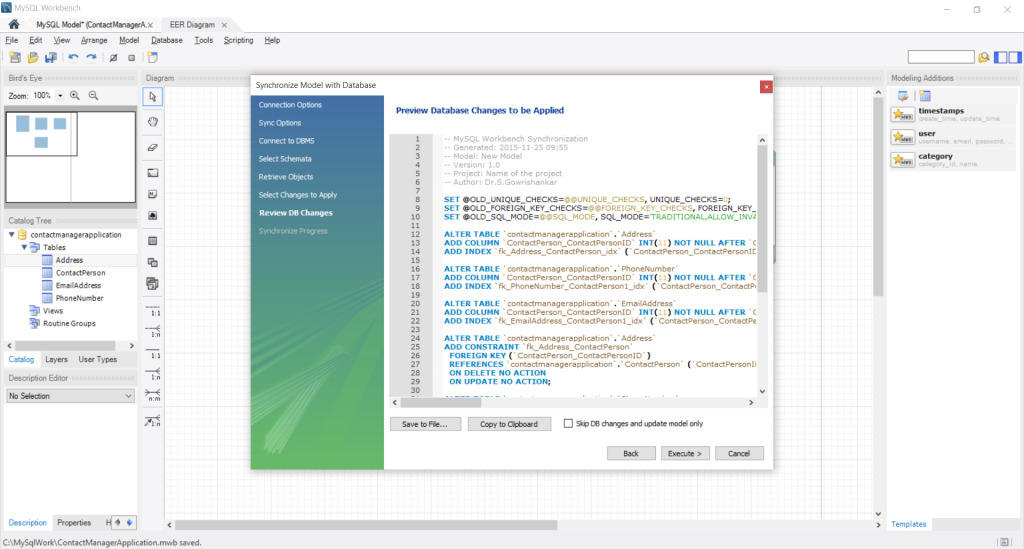 MySQL Workbench
MySQL Model* (ContactManagerA.x
EER Diagram x
File Edit View Arrange Model Database Tools Scripting Help
Bird's Eye
Zoom: 100%
Catalog Tree
contactmanagerapplication
Tables
Address
ContactPerson
EmailAddress
PhoneNumber
Views
Routine Groups
Catalog Layers User Types
Description Editor
No Selection
Description Properties H
Diagram
1:1
1:n
1:1
1:n
n:m
1:n
Synchronize Model with Database
Connection Options
Sync Options
Connect to DBMS
Select Schemata
Retrieve Objects
Select Changes to Apply
Review DB Changes
Synchronize Progress
Preview Database Changes to be Applied
1 -- MySQL Workbench Synchronization
2 -- Generated: 2015-11-25 09:55
3 -- Model: New Model
4 -- Version: 1.0
5 -- Project: Name of the project
6 -- Author: Dr.S.Gowrishankar
7
8 SET @OLD_UNIQUE_CHECKS=@@UNIQUE_CHECKS, UNIQUE_CHECKS=0;
9 SET @OLD_FOREIGN_KEY_CHECKS=@@FOREIGN_KEY_CHECKS, FOREIGN_KEY_
10 SET @OLD_SQL_MODE=@@SQL_MODE, SQL_MODE='TRADITIONAL,ALLOW_INVA
11
12 ALTER TABLE `contactmanagerapplication`.`Address`
13 ADD COLUMN `ContactPerson_ContactPersonID` INT(11) NOT NULL AFTER `C
14 ADD INDEX `fk_Address_ContactPerson_idx` (`ContactPerson_ContactPersonID
15
16 ALTER TABLE `contactmanagerapplication`.`PhoneNumber`
17 ADD COLUMN `ContactPerson_ContactPersonID` INT(11) NOT NULL AFTER `C
18 ADD INDEX `fk_PhoneNumber_ContactPerson1_idx` (`ContactPerson_ContactP
19
20 ALTER TABLE `contactmanagerapplication`.`EmailAddress`
21 ADD COLUMN `ContactPerson_ContactPersonID` INT(11) NOT NULL AFTER `C
22 ADD INDEX `fk_EmailAddress_ContactPerson1_idx` (`ContactPerson_ContactPe
23
24 ALTER TABLE `contactmanagerapplication`.`Address`
25 ADD CONSTRAINT `fk_Address_ContactPerson`
26 FOREIGN KEY (`ContactPerson_ContactPersonID`)
27 REFERENCES `contactmanagerapplication`.`ContactPerson` (`ContactPersonI
28 ON DELETE NO ACTION
29 ON UPDATE NO ACTION;
30
Save to File...
Copy to Clipboard
Skip DB changes and update model only
Back
Execute >
Cancel
Modeling Additions
timestamps
create_time, update_time
user
username, email, password,
category
category_id, name
Templates
C:\MySqlWork\ContactManagerApplication.mwb saved.